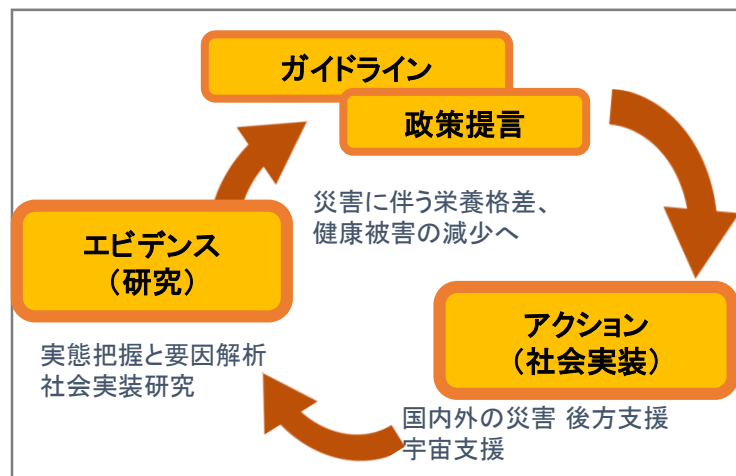 ガイドライン
政策提言
災害に伴う栄養格差、
健康被害の減少へ
エビデンス
（研究）
実態把握と要因解析
社会実装研究
アクション
（社会実装）
国内外の災害 後方支援
宇宙支援